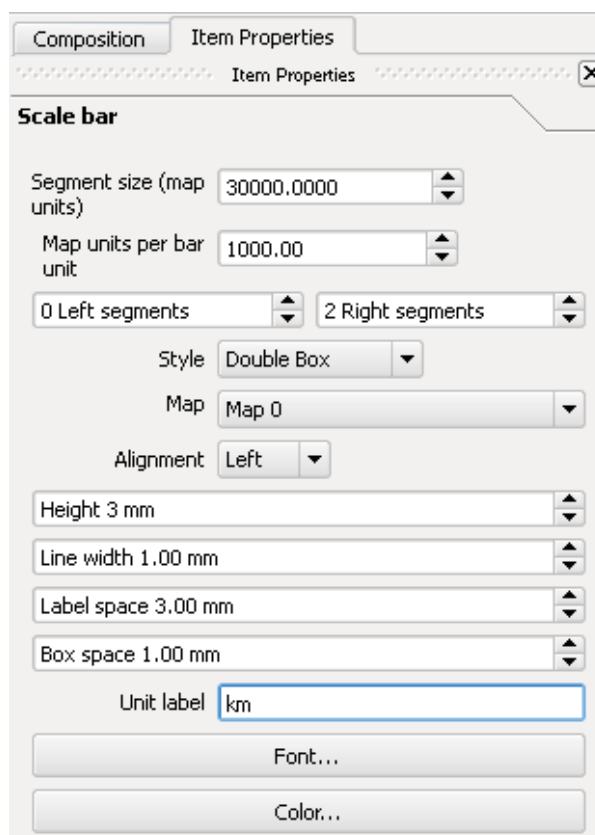 Composition Item Properties
Item Properties
Scale bar
Segment size (map
units) 30000.0000
Map units per bar
unit 1000.00
0 Left segments 2 Right segments
Style Double Box
Map Map 0
Alignment Left
Height 3 mm
Line width 1.00 mm
Label space 3.00 mm
Box space 1.00 mm
Unit label km
Font...
Color...